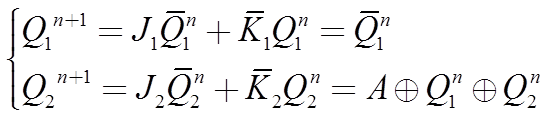 Q₁ⁿ⁺¹ = J₁Q̅₁ⁿ + K̅₁Q₁ⁿ = Q̅₁ⁿ
Q₂ⁿ⁺¹ = J₂Q̅₂ⁿ + K̅₂Q₂ⁿ = A ⊕ Q₁ⁿ ⊕ Q₂ⁿ